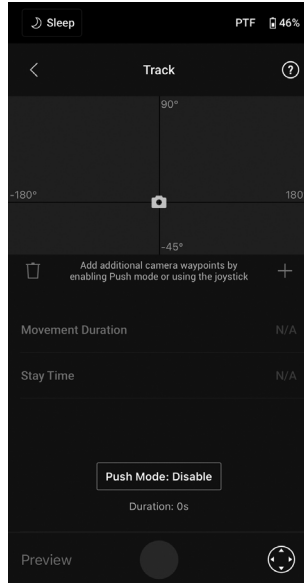 Sleep PTF 46%
Track
90°
-180° 180
-45°
Add additional camera waypoints by
enabling Push mode or using the joystick
Movement Duration N/A
Stay Time N/A
Push Mode: Disable
Duration: 0s
Preview